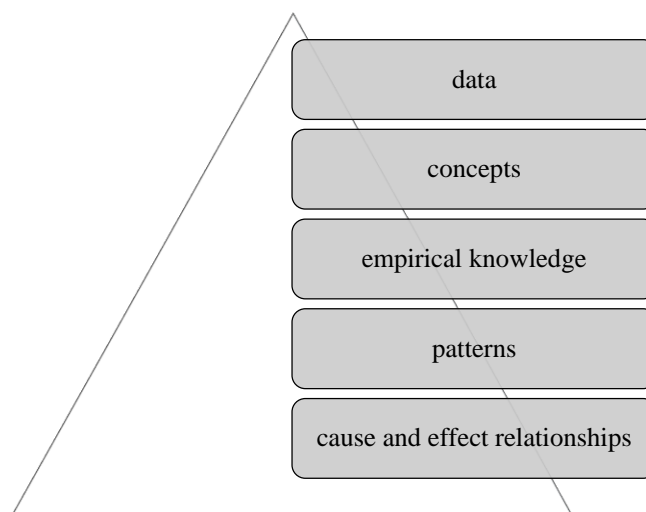 data
concepts
empirical knowledge
patterns
cause and effect relationships